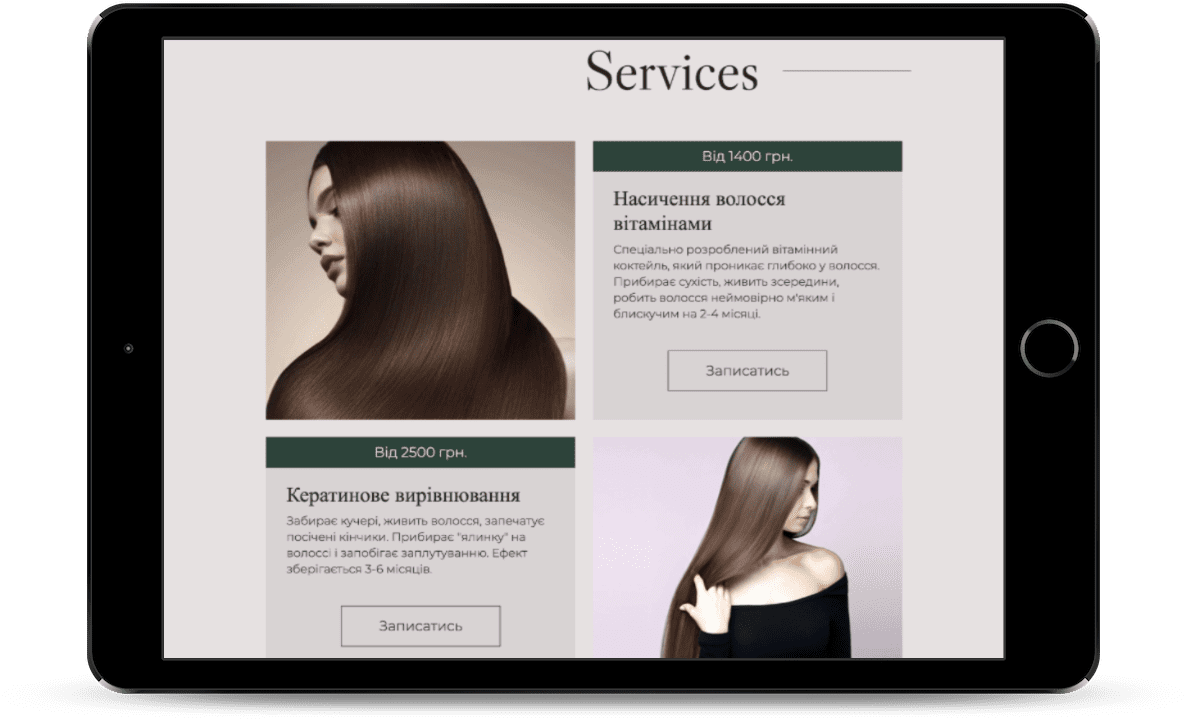 Services
Від 1400 грн.
Насичення волосся
вітамінами
Спеціально розроблений вітамінний
коктейль, який проникає глибоко у волосся.
Прибирає сухість, живить зсередини,
робить волосся неймовірно м'яким і
блискучим на 2-4 місяці.
Записатись
Від 2500 грн.
Кератинове вирівнювання
Забирає кучері, живить волосся, запечатує
посічені кінчики. Прибирає "ялинку" на
волоссі і запобігає заплутуванню. Ефект
зберігається 3-6 місяців.
Записатись